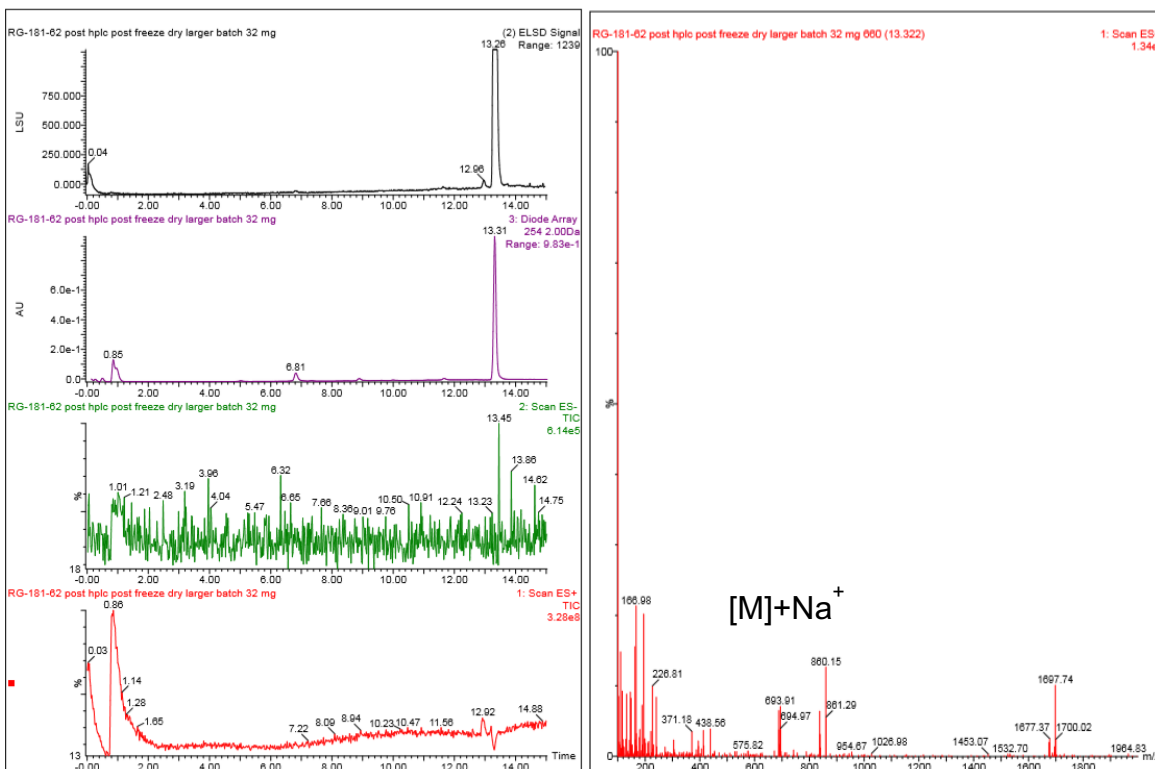 RG-181-62 post hplc post freeze dry larger batch 32 mg
(2) ELSD Signal
Range: 1239
13.26
LSU
750.000
500.000
250.000
0.000
0.04
12.96
-0.00 2.00 4.00 6.00 8.00 10.00 12.00 14.00
RG-181-62 post hplc post freeze dry larger batch 32 mg
3: Diode Array
254 2.00Da
Range: 9.83e-1
13.31
AU
6.0e-1
4.0e-1
2.0e-1
0.0
0.85
6.81
-0.00 2.00 4.00 6.00 8.00 10.00 12.00 14.00
RG-181-62 post hplc post freeze dry larger batch 32 mg
2: Scan ES-
TIC
6.14e5
%
18
1.01 1.21 2.48 3.19 3.96 4.04 5.47 6.32 6.65 7.66 8.36 9.01 9.76 10.50 10.91 12.24 13.23 13.45 13.86 14.62 14.75
-0.00 2.00 4.00 6.00 8.00 10.00 12.00 14.00
RG-181-62 post hplc post freeze dry larger batch 32 mg
1: Scan ES+
TIC
3.28e8
%
13
0.03 0.86 1.14 1.28 1.65 7.22 8.09 8.94 10.23 10.47 11.56 12.92 14.88
Time
-0.00 2.00 4.00 6.00 8.00 10.00 12.00 14.00
RG-181-62 post hplc post freeze dry larger batch 32 mg 660 (13.322)
1: Scan ES
1.34e
100
%
[M]+Na+
166.98
226.81
371.18
438.56
575.82
693.91
694.97
860.15
861.29
954.67
1026.98
1453.07
1532.70
1677.37
1697.74
1700.02
1964.83
200 400 600 800 1000 1200 1400 1600 1800